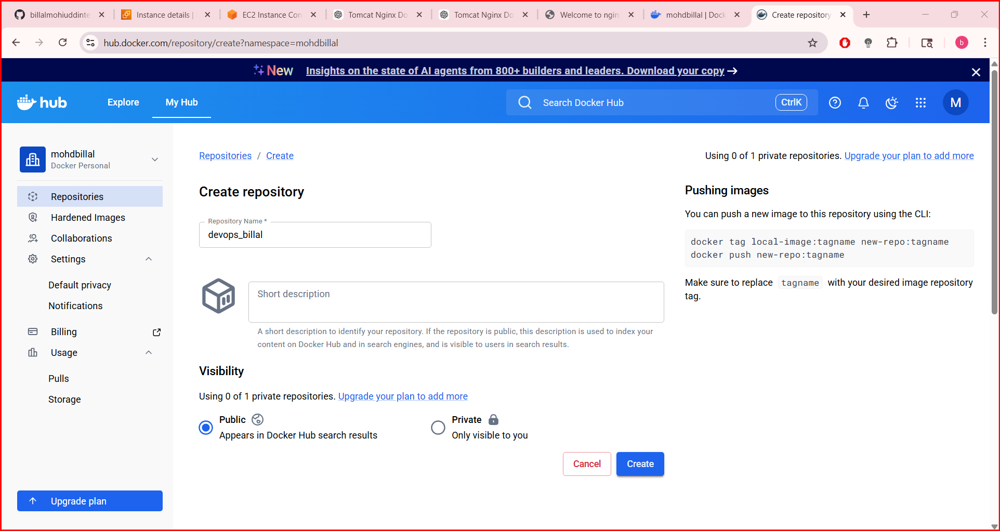 billalmohiuddinte
Instance details |
EC2 Instance Con
Tomcat Nginx Do
Tomcat Nginx Do
Welcome to ngin
mohdbillal | Dock
Create repository
hub.docker.com/repository/create?namespace=mohdbillal
b
New
Insights on the state of AI agents from 800+ builders and leaders. Download your copy →
hub
Explore
My Hub
Search Docker Hub
CtrlK
M
mohdbillal
Docker Personal
Repositories
Hardened Images
Collaborations
Settings
Default privacy
Notifications
Billing
Usage
Pulls
Storage
Upgrade plan
Repositories / Create
Using 0 of 1 private repositories. Upgrade your plan to add more
Create repository
Repository Name *
devops_billal
Short description
A short description to identify your repository. If the repository is public, this description is used to index your
content on Docker Hub and in search engines, and is visible to users in search results.
Visibility
Using 0 of 1 private repositories. Upgrade your plan to add more
Public
Appears in Docker Hub search results
Private
Only visible to you
Cancel
Create
Pushing images
You can push a new image to this repository using the CLI:
docker tag local-image:tagname new-repo:tagname
docker push new-repo:tagname
Make sure to replace tagname with your desired image repository
tag.